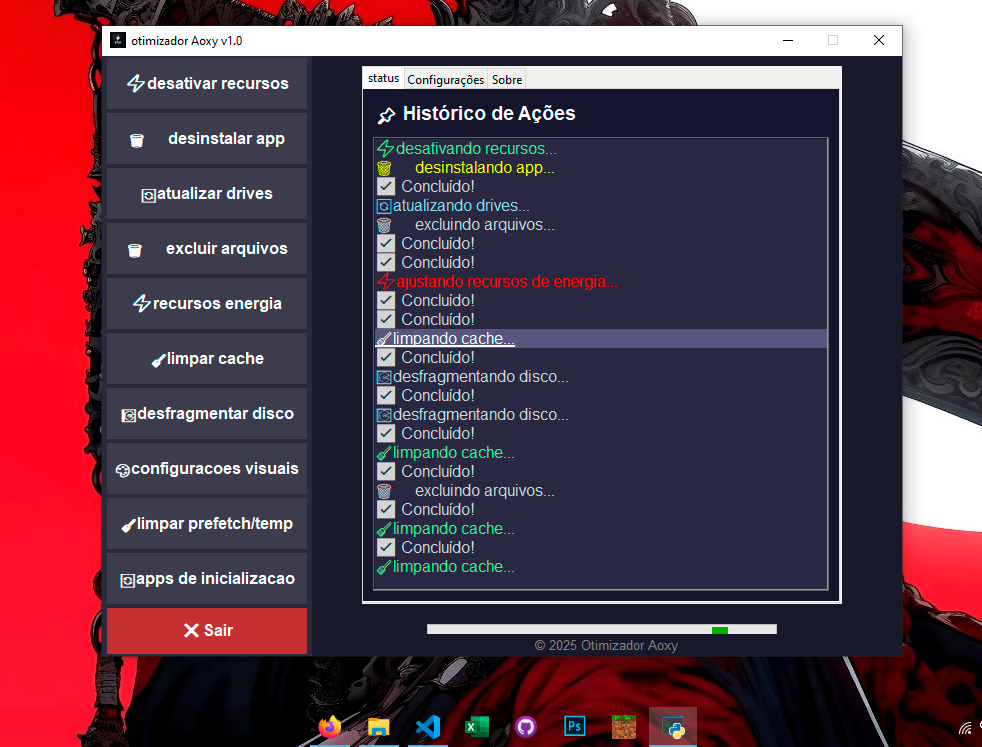 otimizador Aoxy v1.0
desativar recursos
desinstalar app
atualizar drives
excluir arquivos
recursos energia
limpar cache
desfragmentar disco
configuracoes visuais
limpar prefetch/temp
apps de inicializacao
Sair
status Configurações Sobre
Histórico de Ações
desativando recursos...
desinstalando app...
Concluído!
atualizando drives...
excluindo arquivos...
Concluído!
Concluído!
ajustando recursos de energia...
Concluído!
Concluído!
limpando cache...
Concluído!
desfragmentando disco...
Concluído!
desfragmentando disco...
Concluído!
limpando cache...
Concluído!
excluindo arquivos...
Concluído!
limpando cache...
Concluído!
limpando cache...
© 2025 Otimizador Aoxy
Ps